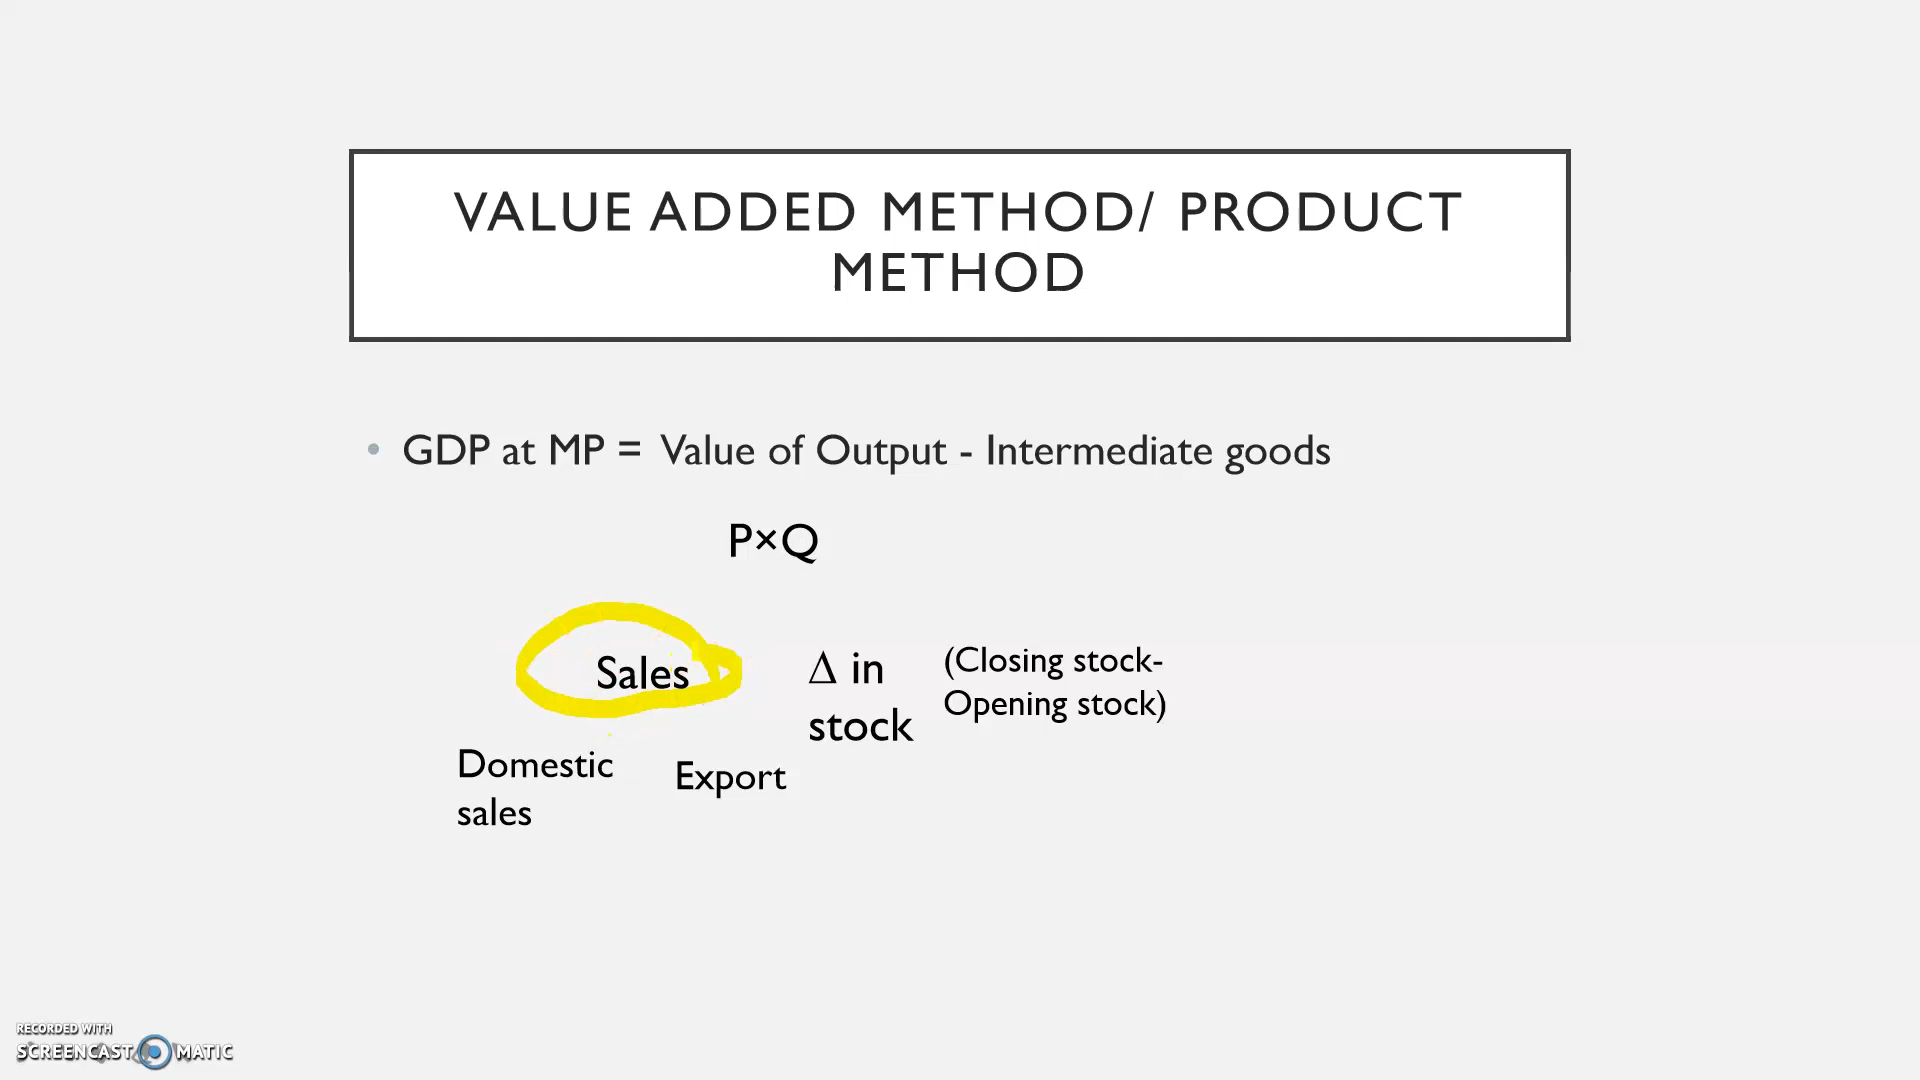 VALUE ADDED METHOD/ PRODUCT
METHOD
• GDP at MP = Value of Output - Intermediate goods
P×Q
Sales
Δ in
stock
(Closing stock-
Opening stock)
Domestic
sales
Export
RECORDED WITH
SCREENCAST MATIC